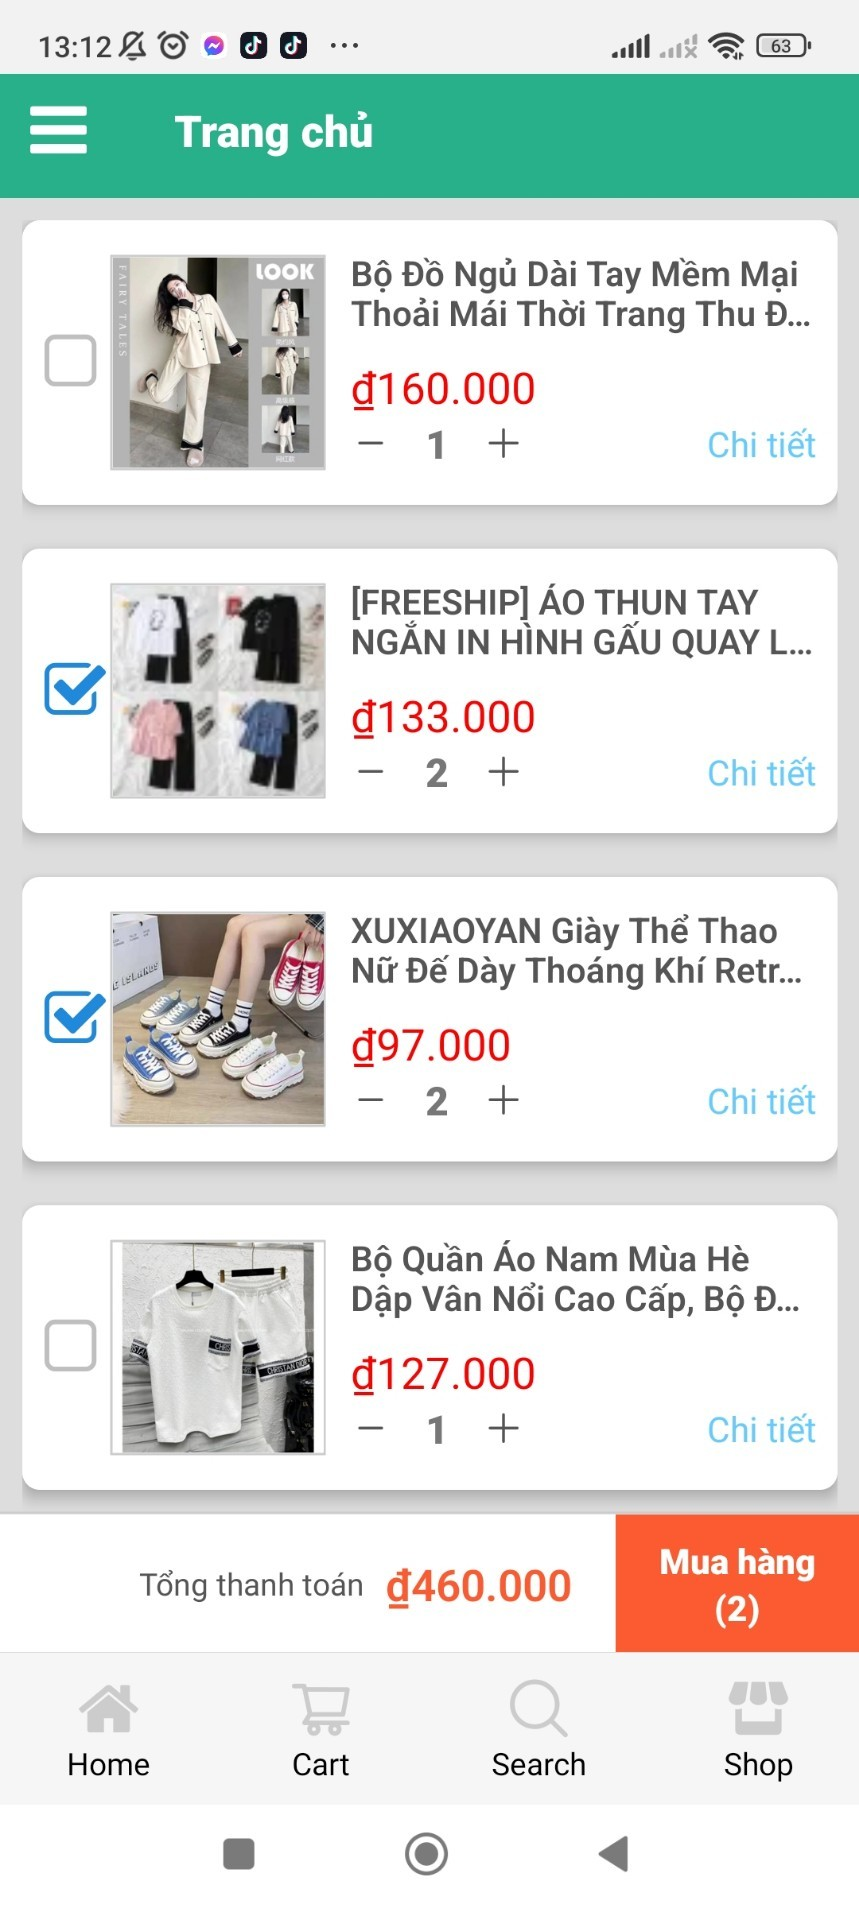 13:12
63
Trang chủ
FAIRY TALES
LOOK
Bộ Đồ Ngủ Dài Tay Mềm Mại
Thoải Mái Thời Trang Thu Đ...
₫160.000
1
Chi tiết
[FREESHIP] ÁO THUN TAY
NGẮN IN HÌNH GẤU QUAY L...
₫133.000
2
Chi tiết
XUXIAOYAN Giày Thể Thao
Nữ Đế Dày Thoáng Khí Retr...
₫97.000
2
Chi tiết
CHRISTIAN DIOR
Bộ Quần Áo Nam Mùa Hè
Dập Vân Nổi Cao Cấp, Bộ Đ...
₫127.000
1
Chi tiết
Tổng thanh toán ₫460.000
Mua hàng
(2)
Home
Cart
Search
Shop